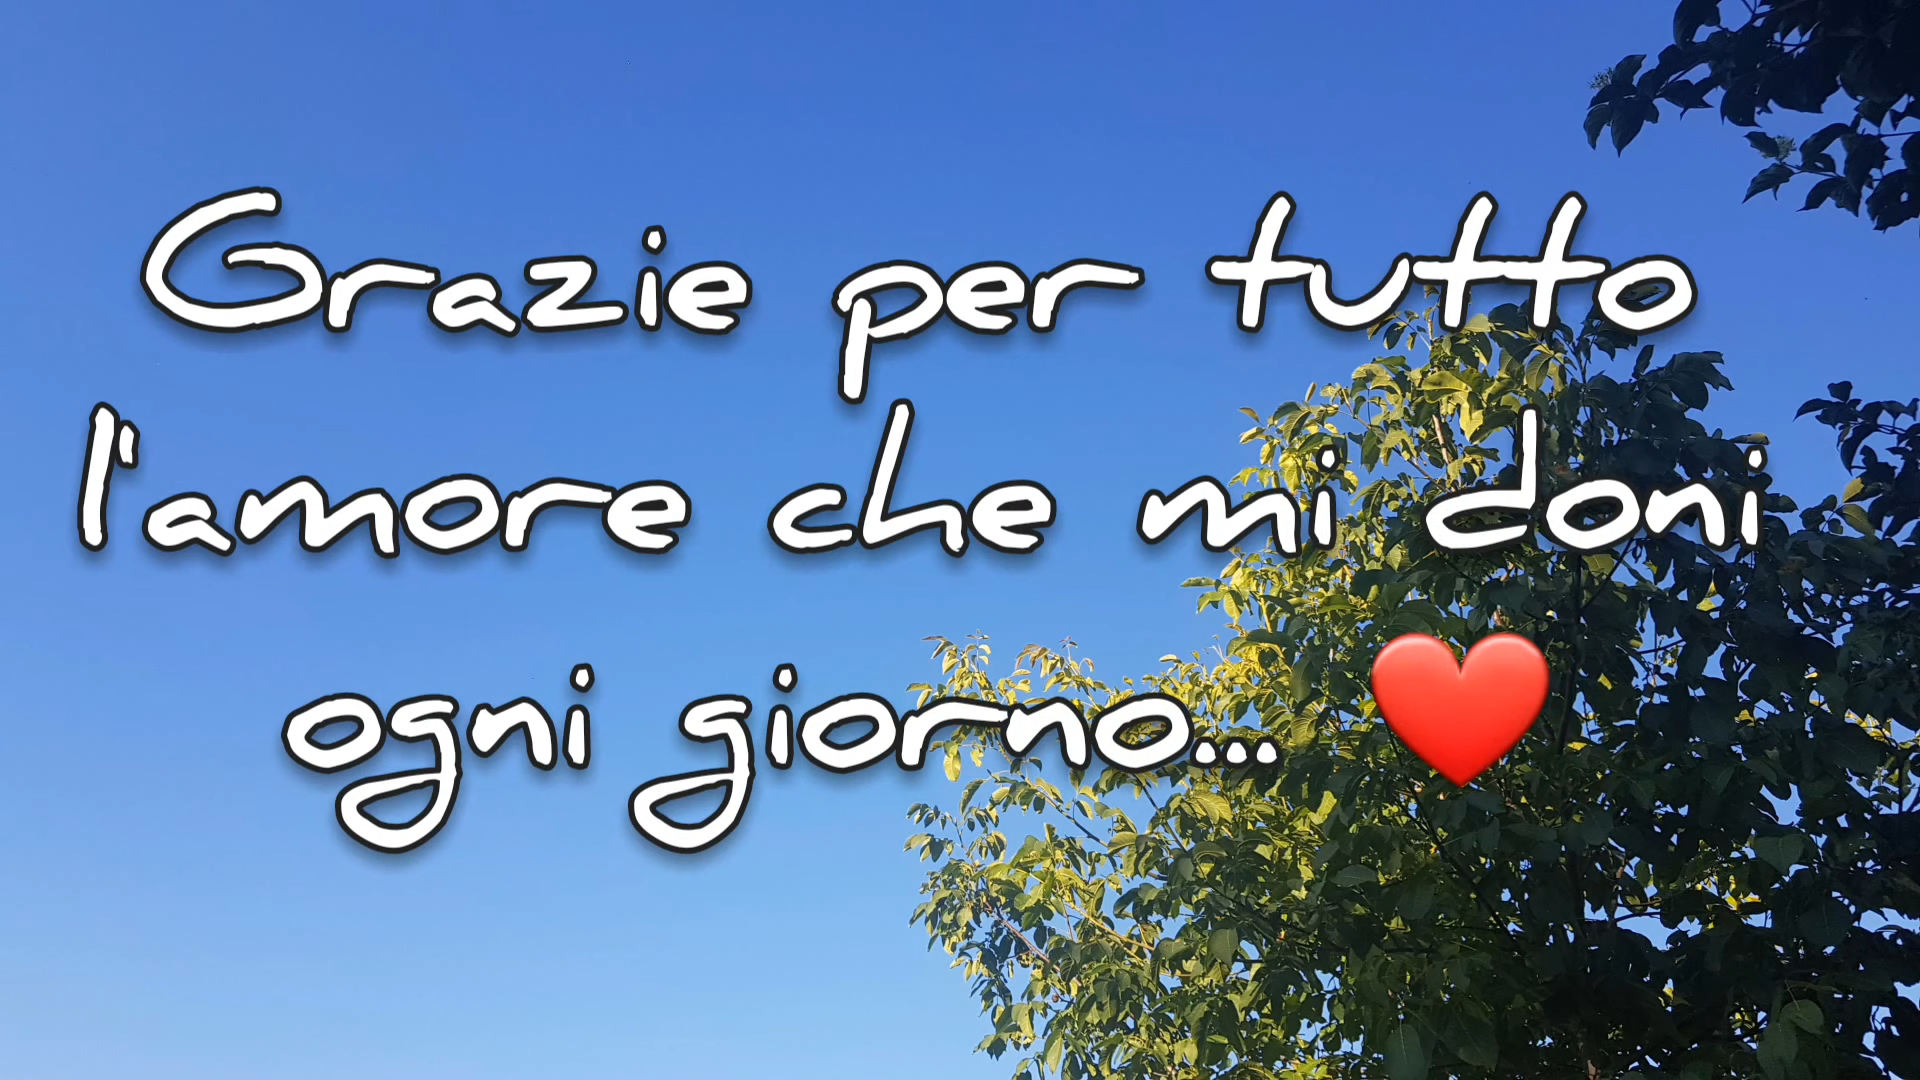 Grazie per tutto
l'amore che mi doni
ogni giorno... ❤️